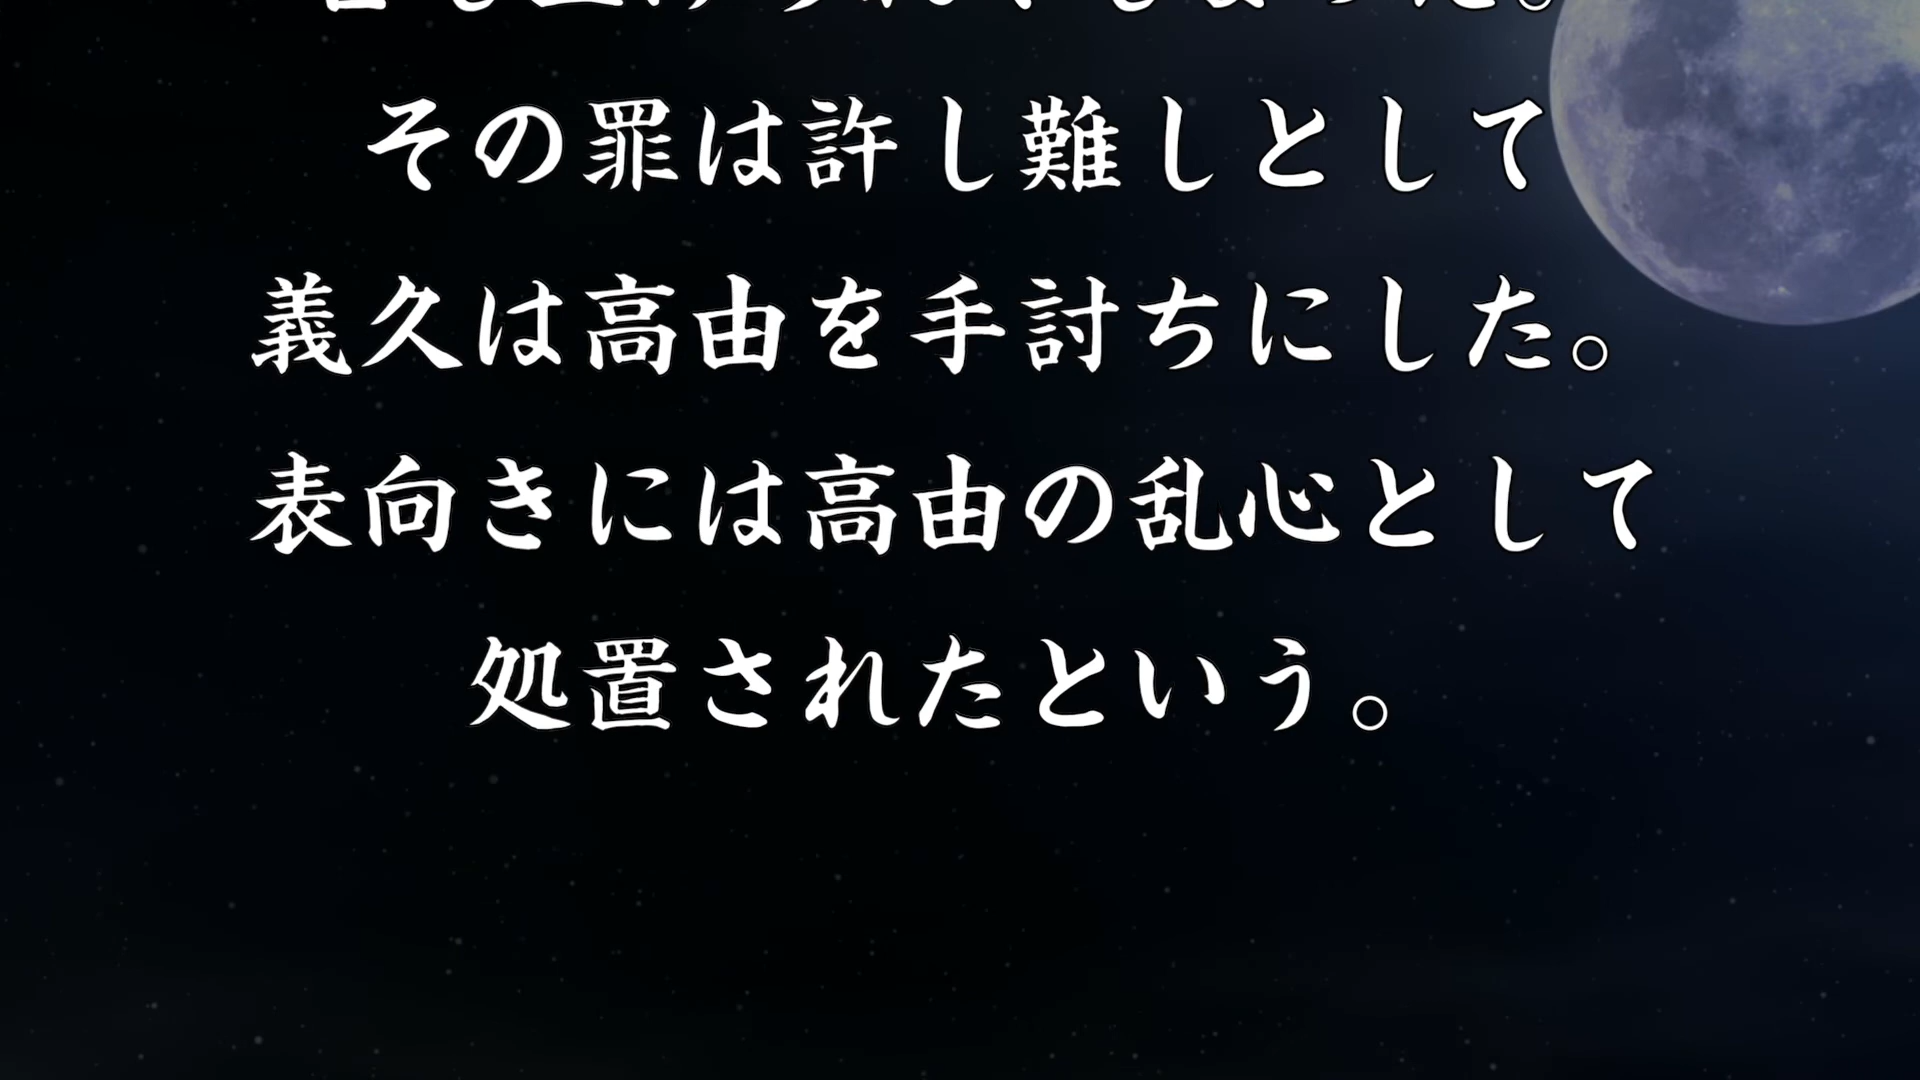 その罪は許し難しとして
義久は高由を手討ちにした。
表向きには高由の乱心として
処置されたという。